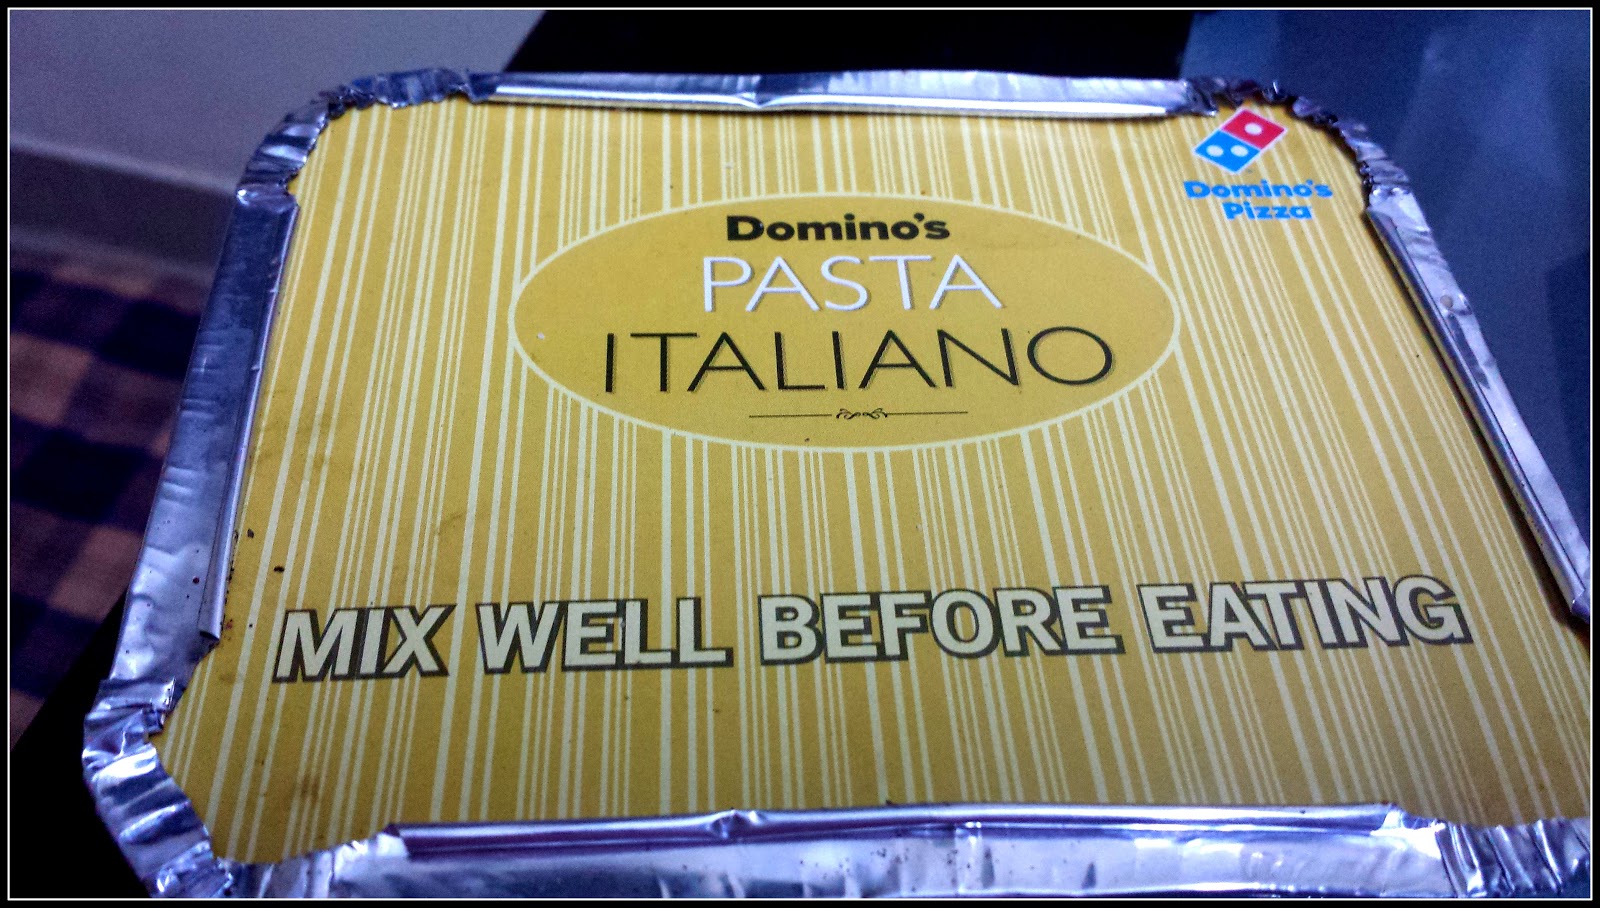 Domino's
Pizza
Domino's
PASTA
ITALIANO
MIX WELL BEFORE EATING